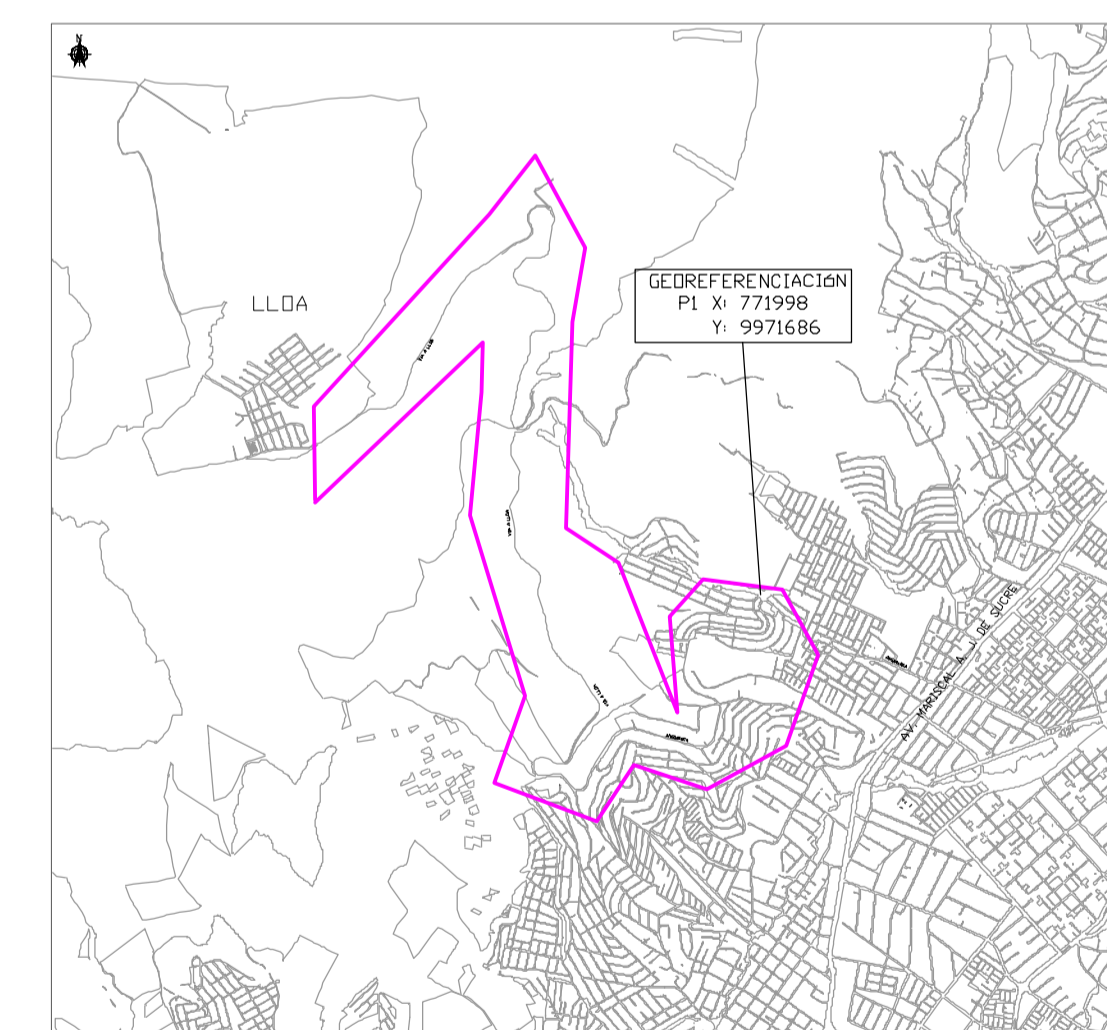 N
LLOA
GEOREFERENCIACIóN
P1 X: 771998
Y: 9971686
AV. MARISCAL A. J. DE SUCRE